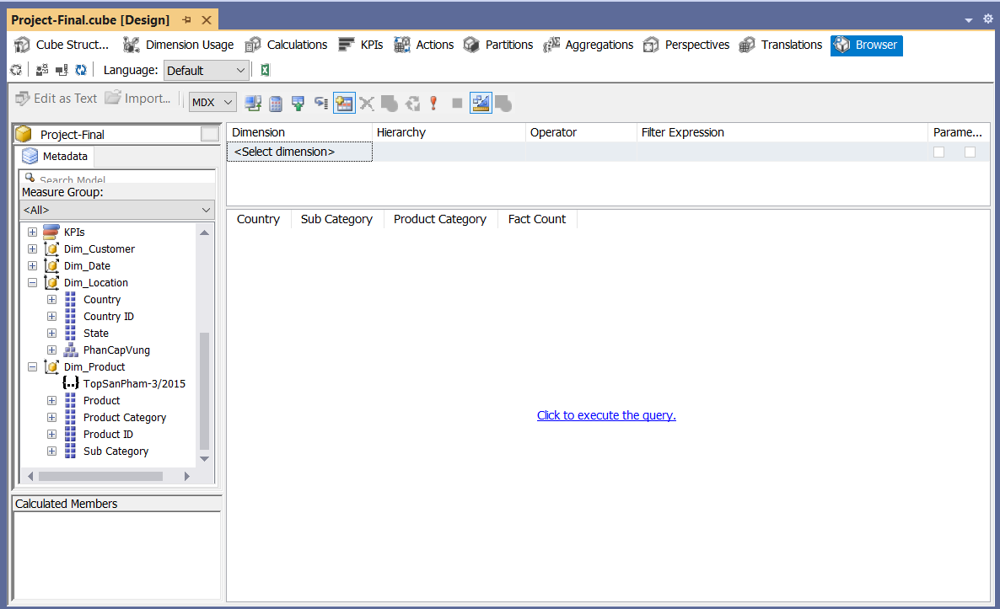 Project-Final.cube [Design]
Cube Struct... Dimension Usage Calculations KPIs Actions Partitions Aggregations Perspectives Translations Browser
Language: Default
Edit as Text Import... MDX
Project-Final
Metadata
Search Model
Measure Group:
<All>
KPIs
Dim_Customer
Dim_Date
Dim_Location
Country
Country ID
State
PhanCapVung
Dim_Product
TopSanPham-3/2015
Product
Product Category
Product ID
Sub Category
Calculated Members
Dimension Hierarchy Operator Filter Expression Parame...
<Select dimension>
Country Sub Category Product Category Fact Count
Click to execute the query.